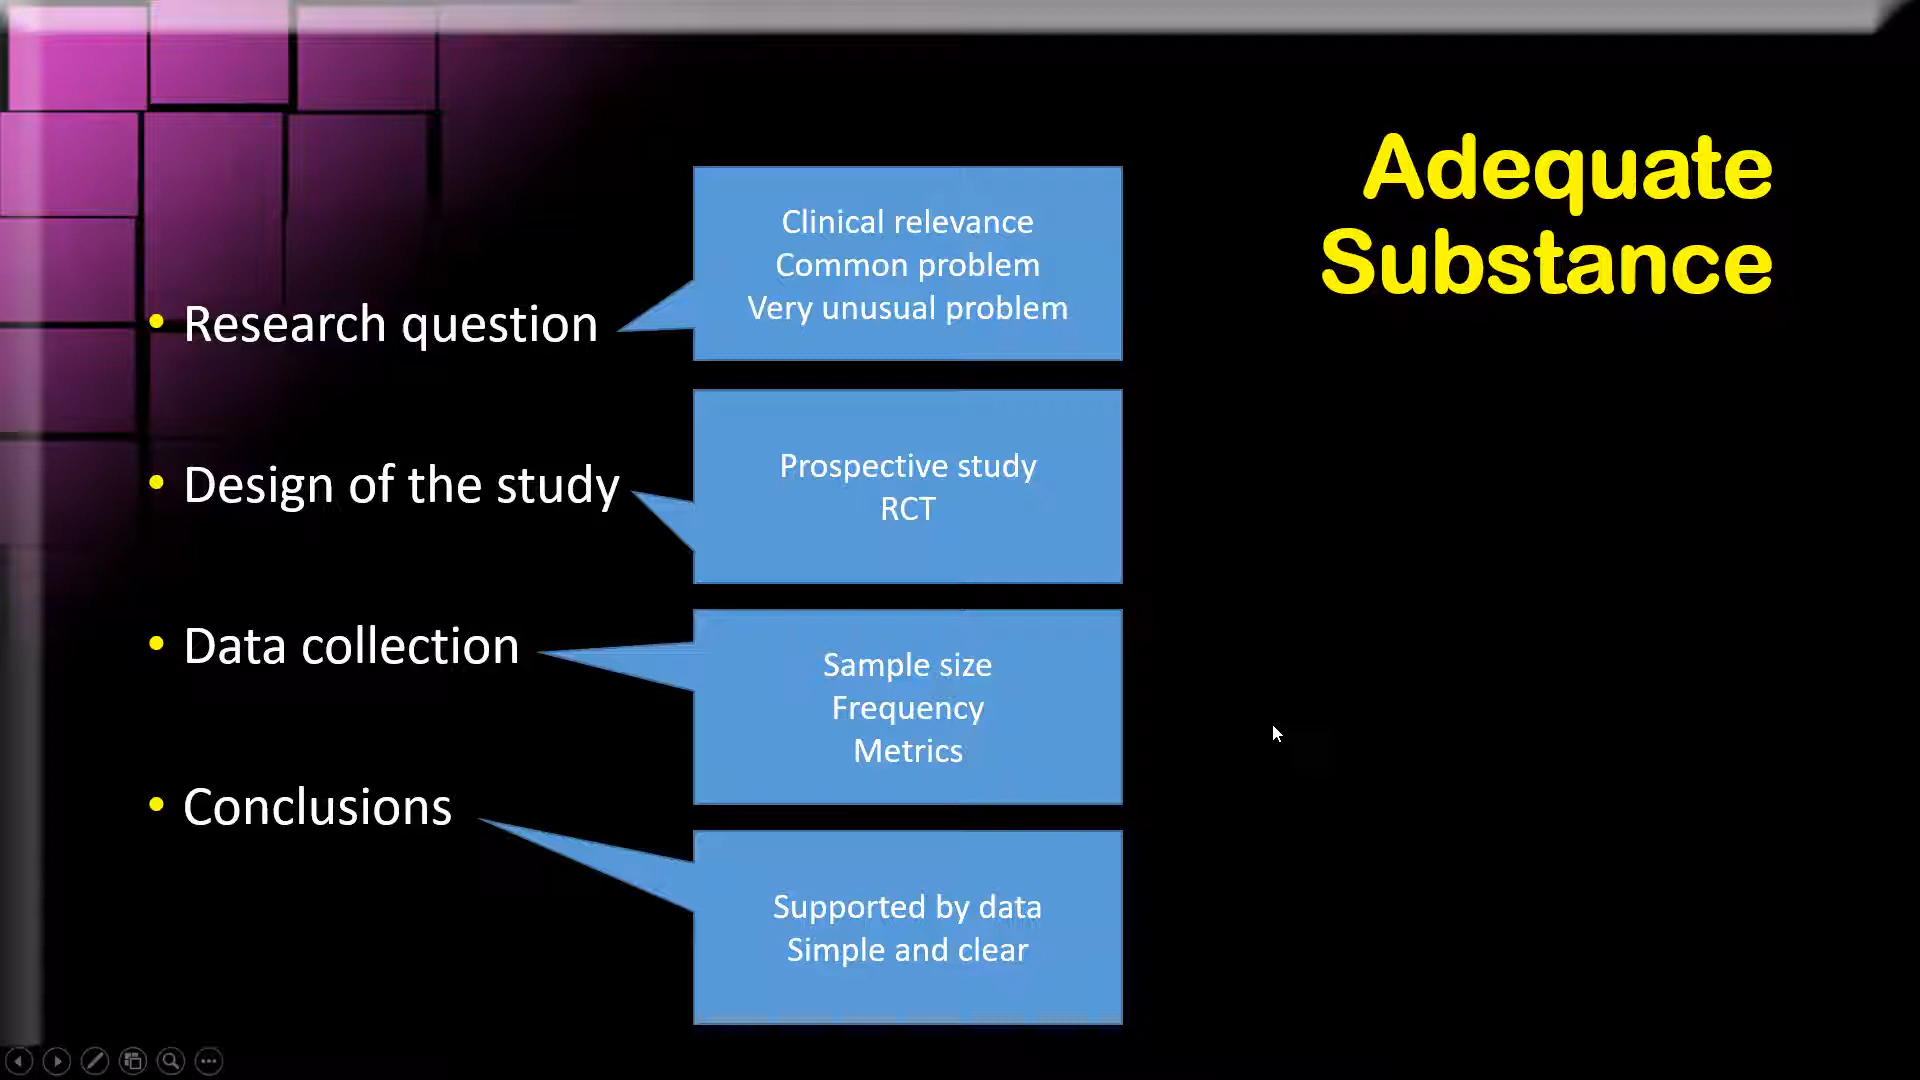 Adequate
Substance
• Research question
Clinical relevance
Common problem
Very unusual problem
• Design of the study
Prospective study
RCT
• Data collection
Sample size
Frequency
Metrics
• Conclusions
Supported by data
Simple and clear